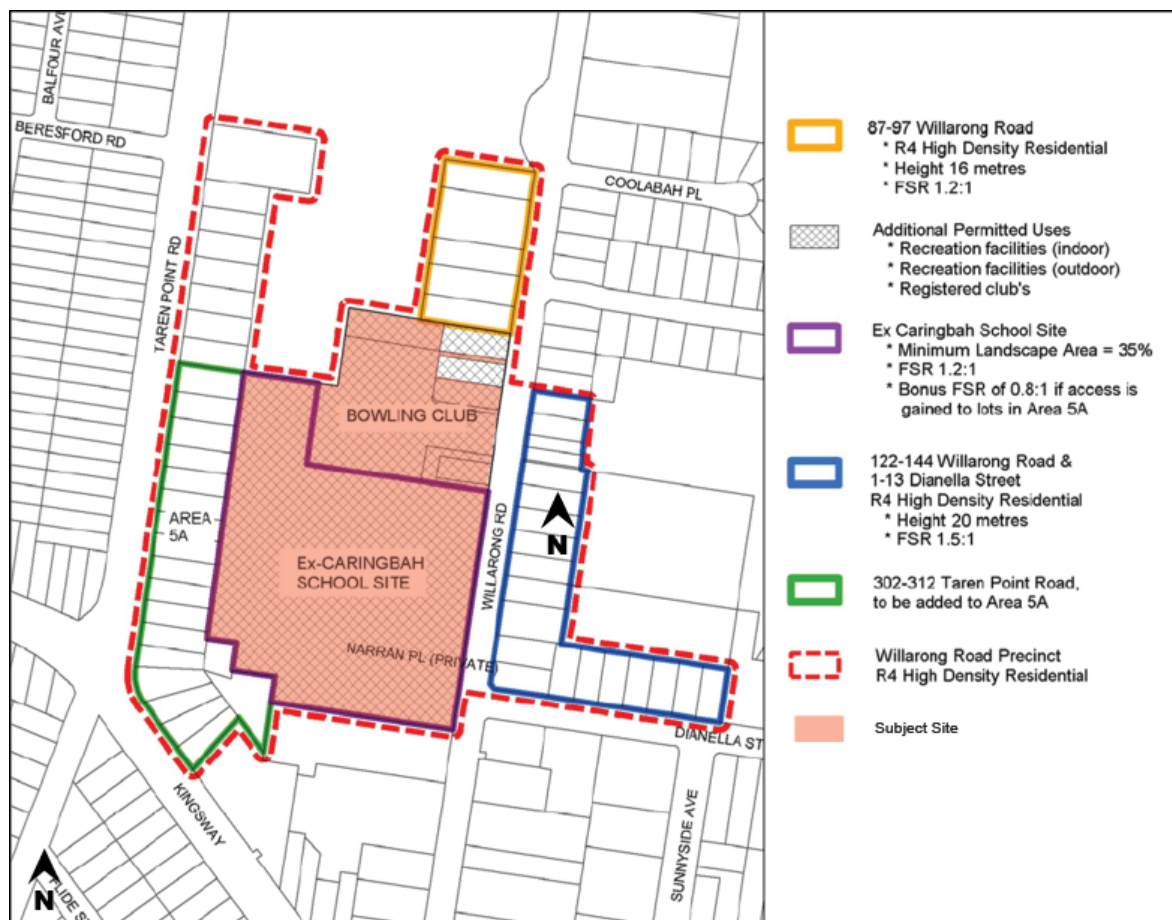 BALFOUR AVE
BERESFORD RD
TAREN POINT RD
COOLABAH PL
BOWLING CLUB
AREA
5A
EX-CARINGBAH
SCHOOL SITE
WILLARONG RD
N
NARRAN PL (PRIVATE)
DIANELLA ST
KINGSWAY
SUNNYSIDE AVE
N
87-97 Willarong Road
* R4 High Density Residential
* Height 16 metres
* FSR 1.2:1
Additional Permitted Uses
* Recreation facilities (indoor)
* Recreation facilities (outdoor)
* Registered club's
Ex Caringbah School Site
* Minimum Landscape Area = 35%
* FSR 1.2:1
* Bonus FSR of 0.8:1 if access is
gained to lots in Area 5A
122-144 Willarong Road &
1-13 Dianella Street
R4 High Density Residential
* Height 20 metres
* FSR 1.5:1
302-312 Taren Point Road,
to be added to Area 5A
Willarong Road Precinct
R4 High Density Residential
Subject Site